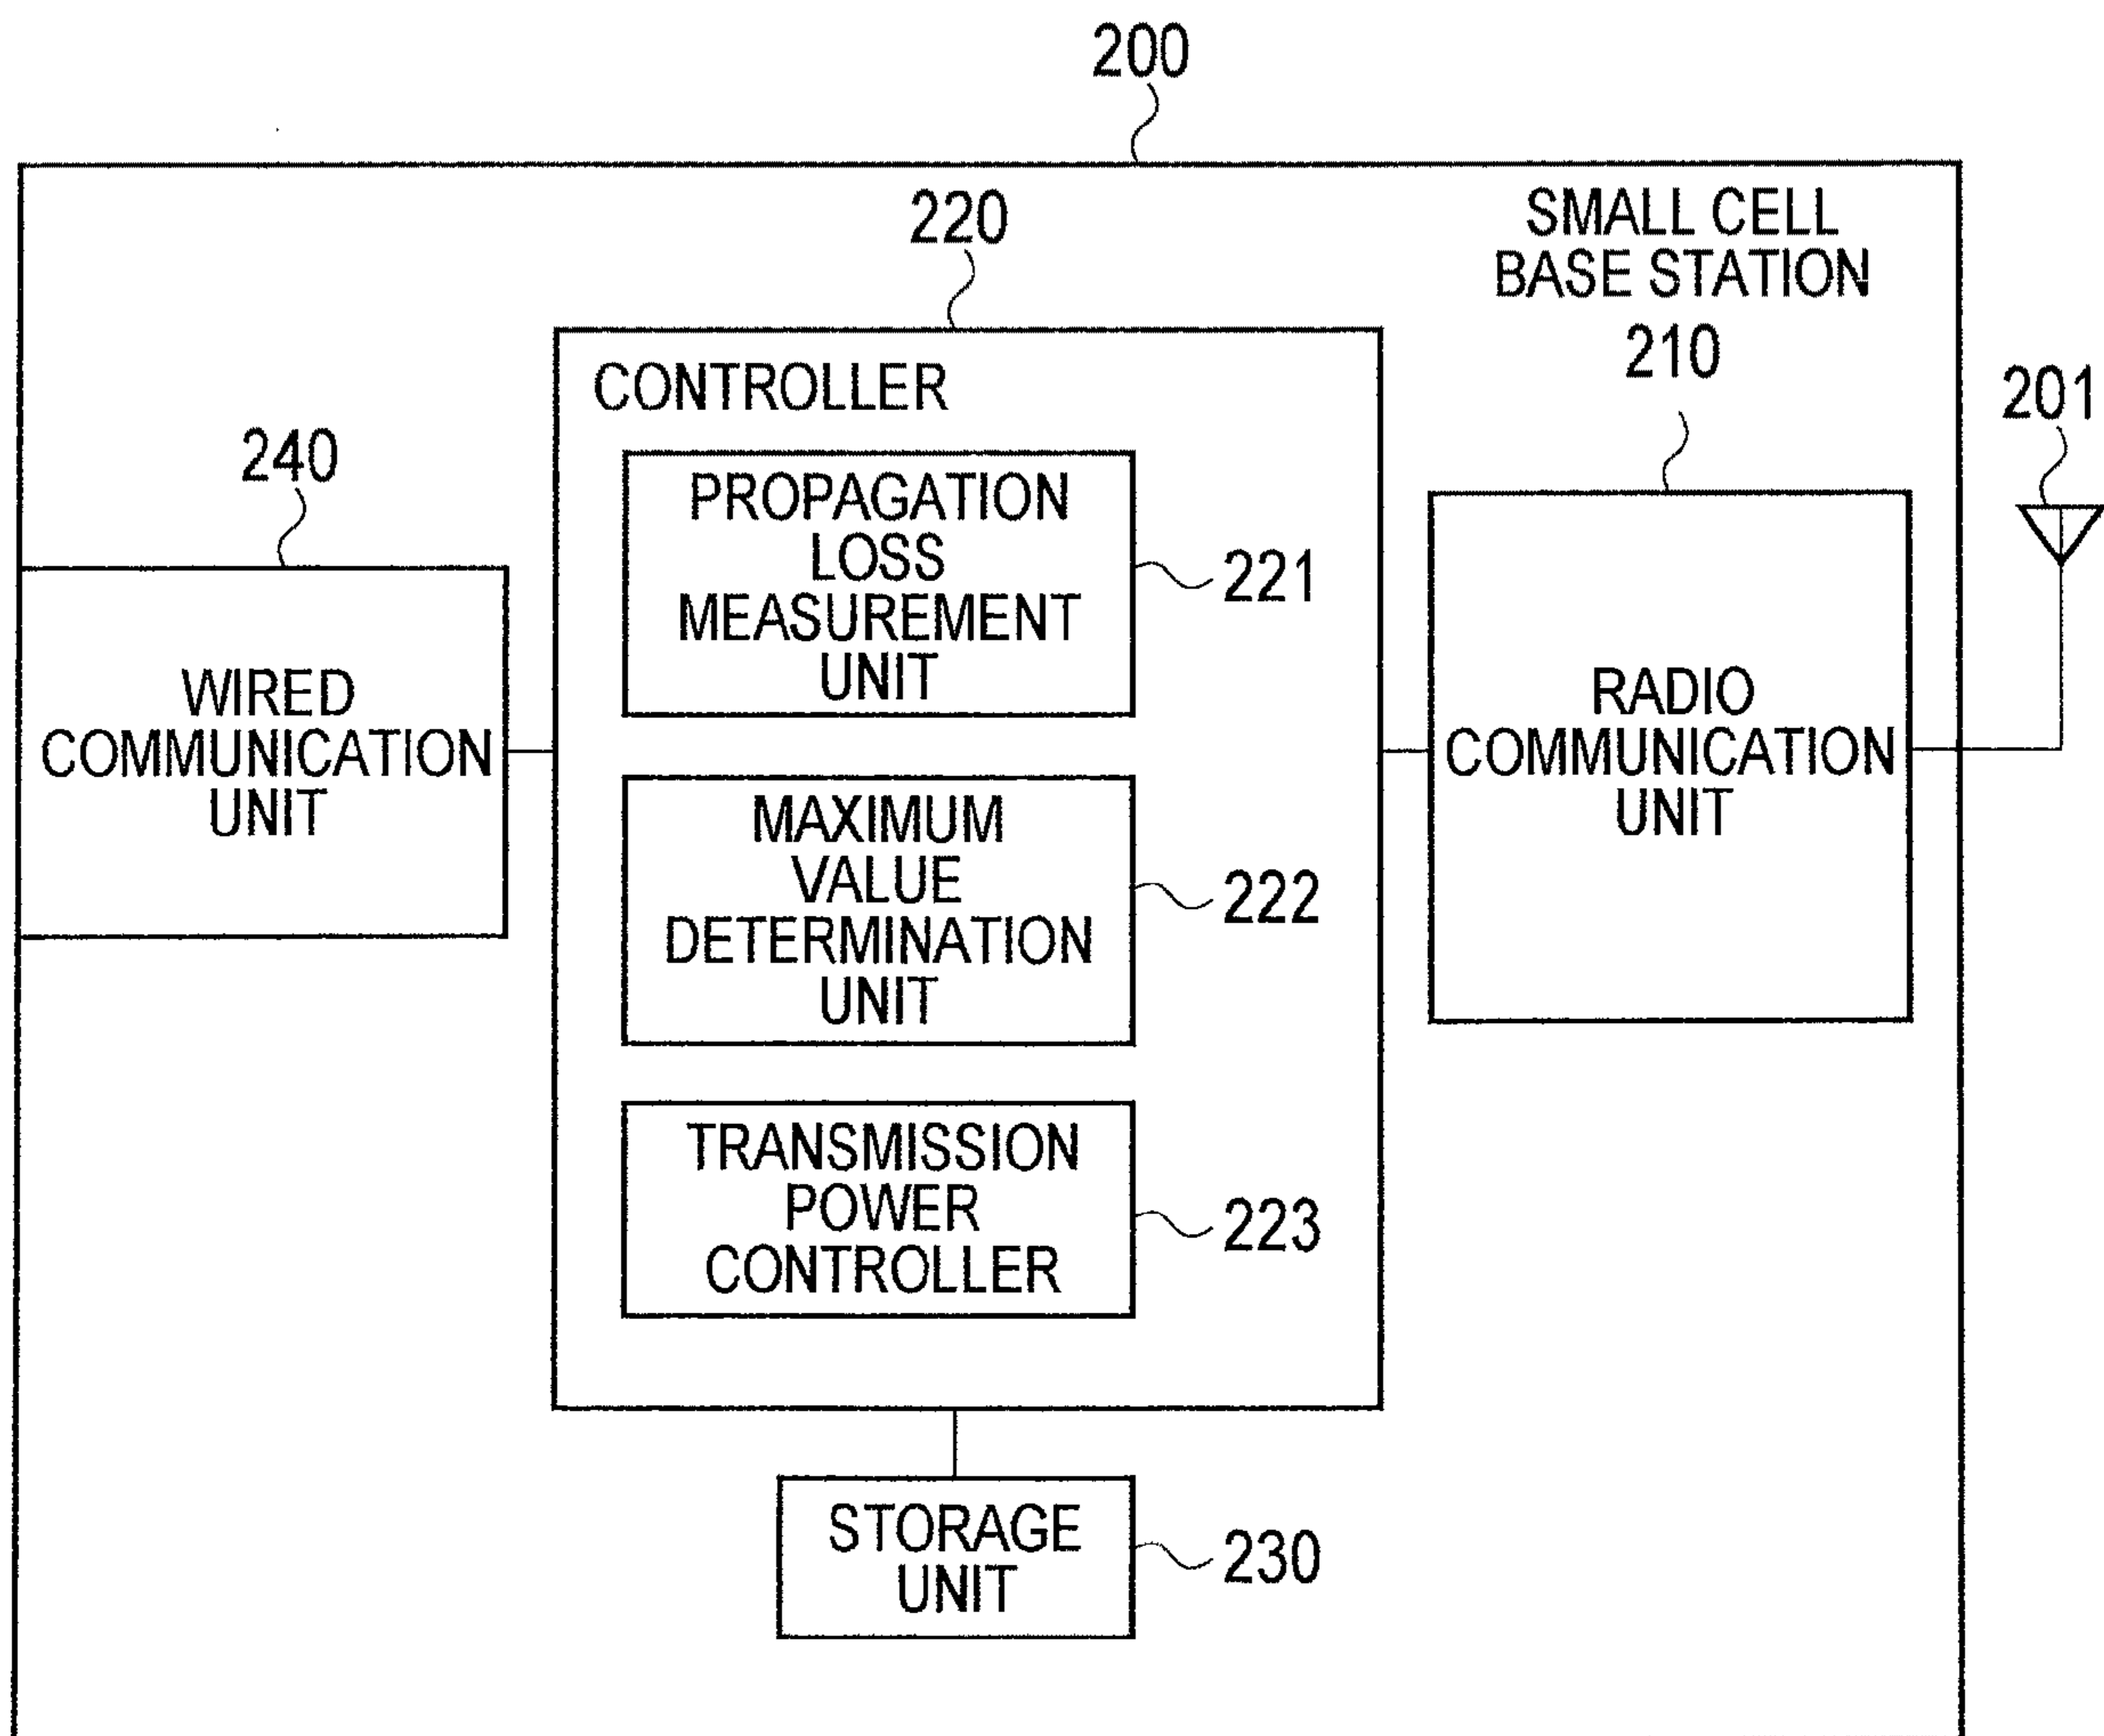 200
SMALL CELL
BASE STATION
220
210
201
CONTROLLER
240
PROPAGATION
LOSS
MEASUREMENT
UNIT
221
WIRED
COMMUNICATION
UNIT
RADIO
COMMUNICATION
UNIT
MAXIMUM
VALUE
DETERMINATION
UNIT
222
TRANSMISSION
POWER
CONTROLLER
223
STORAGE
UNIT
230